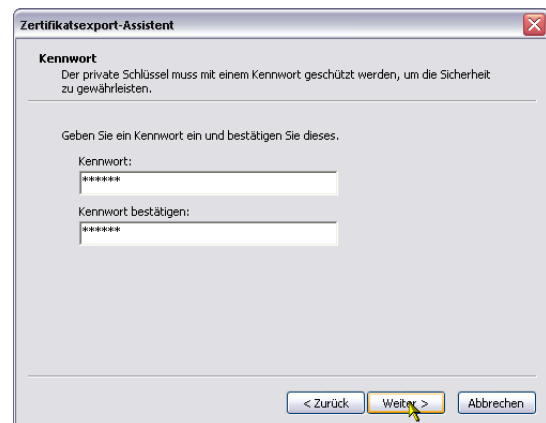 Zertifikatsexport-Assistent
Kennwort
Der private Schlüssel muss mit einem Kennwort geschützt werden, um die Sicherheit
zu gewährleisten.
Geben Sie ein Kennwort ein und bestätigen Sie dieses.
Kennwort:
******
Kennwort bestätigen:
******
< Zurück
Weiter >
Abbrechen